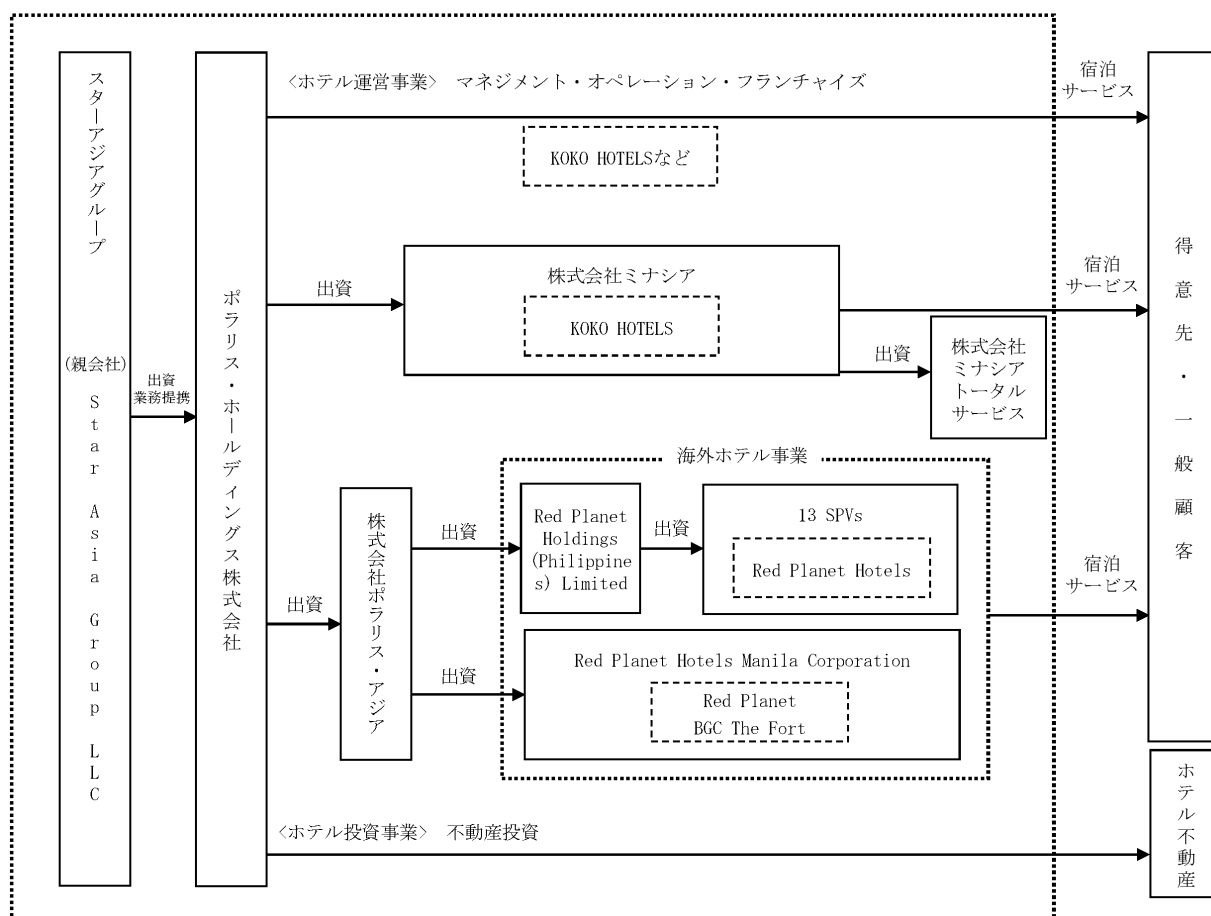 スターアジアグループ
(親会社)
Star Asia Group LLC
出資
業務提携
ポラリス・ホールディングス株式会社
〈ホテル運営事業〉 マネジメント・オペレーション・フランチャイズ
KOKO HOTELSなど
宿泊
サービス
出資
株式会社ミナシア
KOKO HOTELS
宿泊
サービス
出資
株式会社
ミナシア
トータル
サービス
得意先・一般顧客
海外ホテル事業
出資
株式会社ポラリス・アジア
出資
Red Planet
Holdings
(Philippine
s) Limited
出資
13 SPVs
Red Planet Hotels
宿泊
サービス
出資
Red Planet Hotels Manila Corporation
Red Planet
BGC The Fort
〈ホテル投資事業〉 不動産投資
ホテル不動産